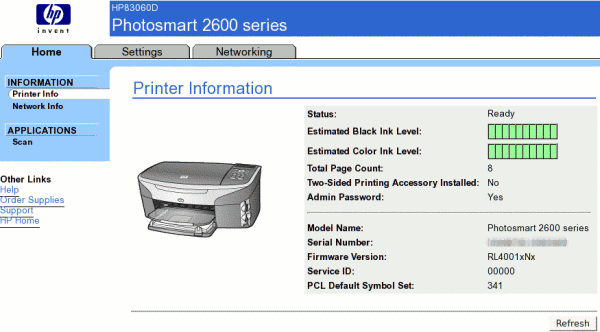 hp
invent
HP83060D
Photosmart 2600 series
Home
Settings
Networking
INFORMATION
Printer Info
Network Info
APPLICATIONS
Scan
Other Links
Help
Order Supplies
Support
HP Home
Printer Information
Status: Ready
Estimated Black Ink Level:
Estimated Color Ink Level:
Total Page Count: 8
Two-Sided Printing Accessory Installed: No
Admin Password: Yes
Model Name: Photosmart 2600 series
Serial Number:
Firmware Version: RL4001xNx
Service ID: 00000
PCL Default Symbol Set: 341
Refresh